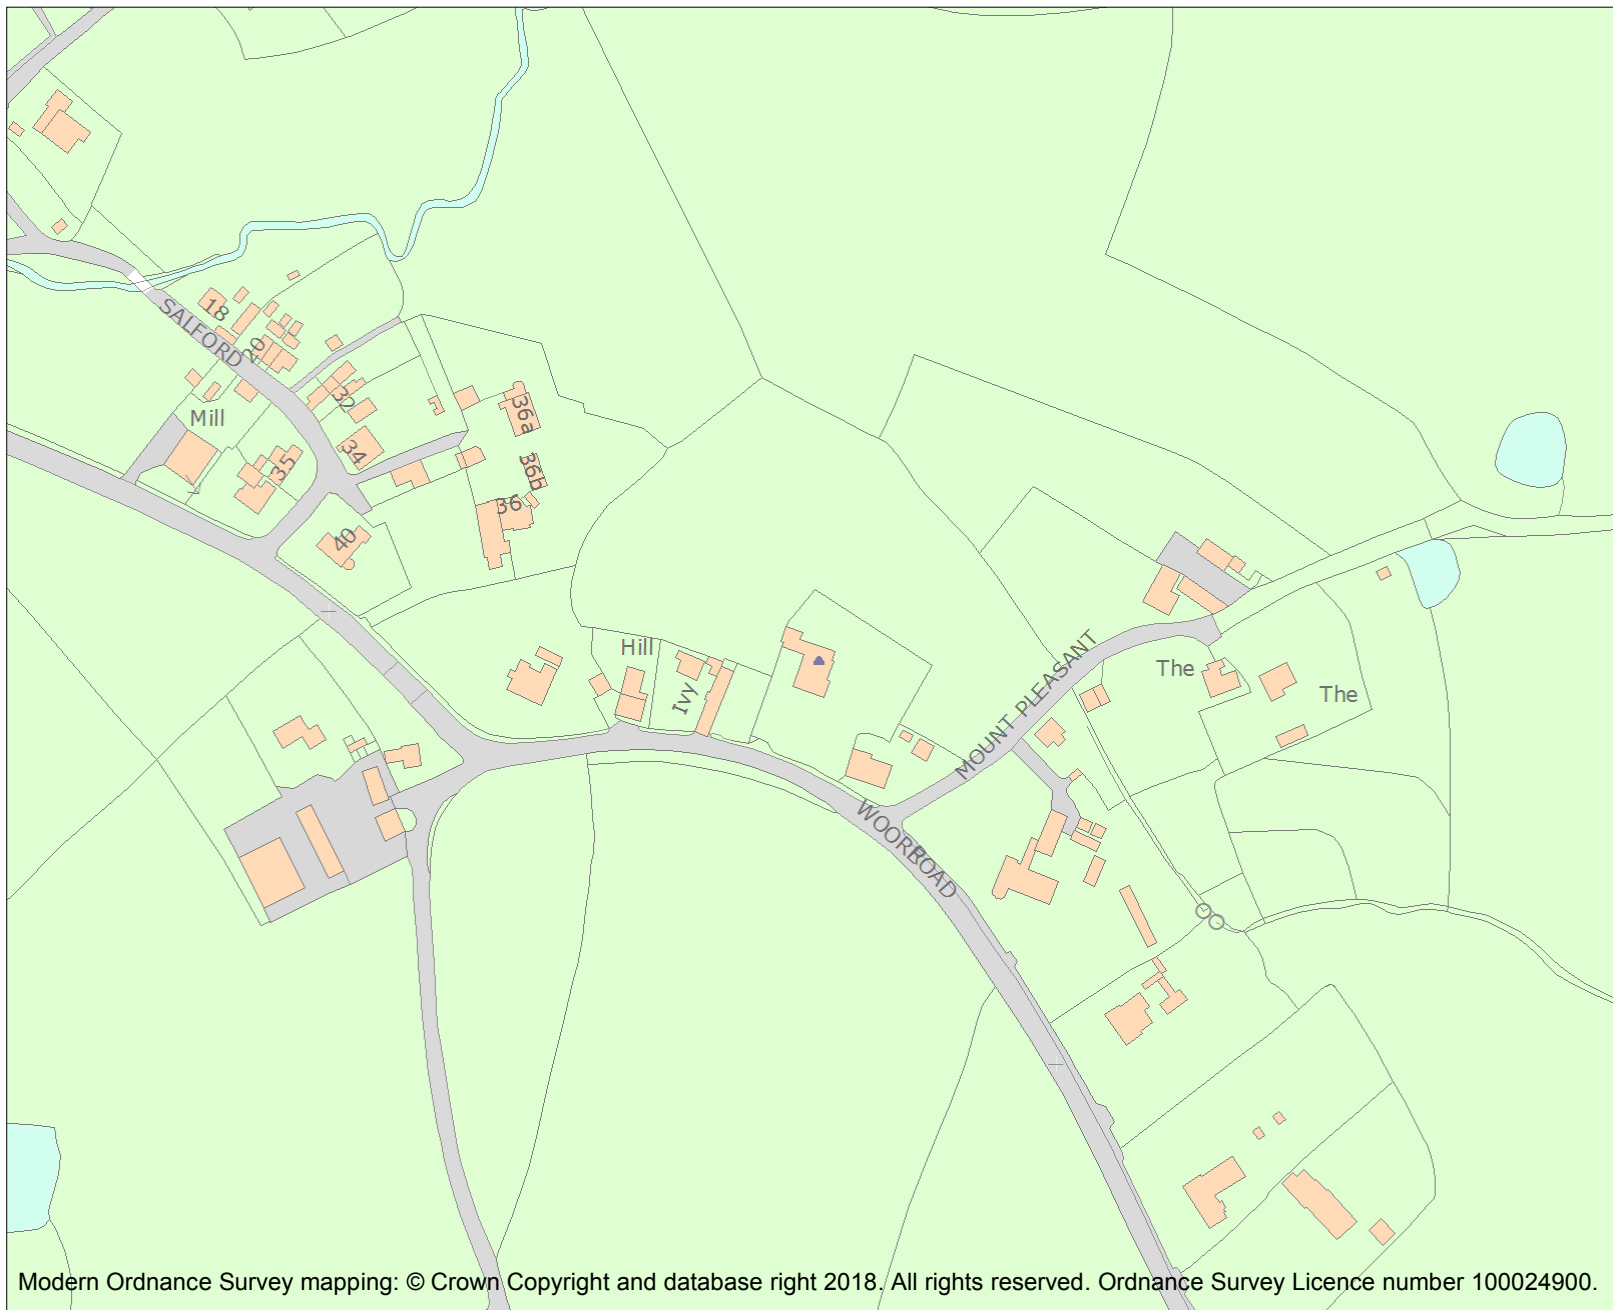 SALFORD
18
20
32
Mill
34
35
36a
36b
36
40
Hill
Ivy
MOUNT PLEASANT
The
The
WOOR ROAD
Modern Ordnance Survey mapping: © Crown Copyright and database right 2018. All rights reserved. Ordnance Survey Licence number 100024900.